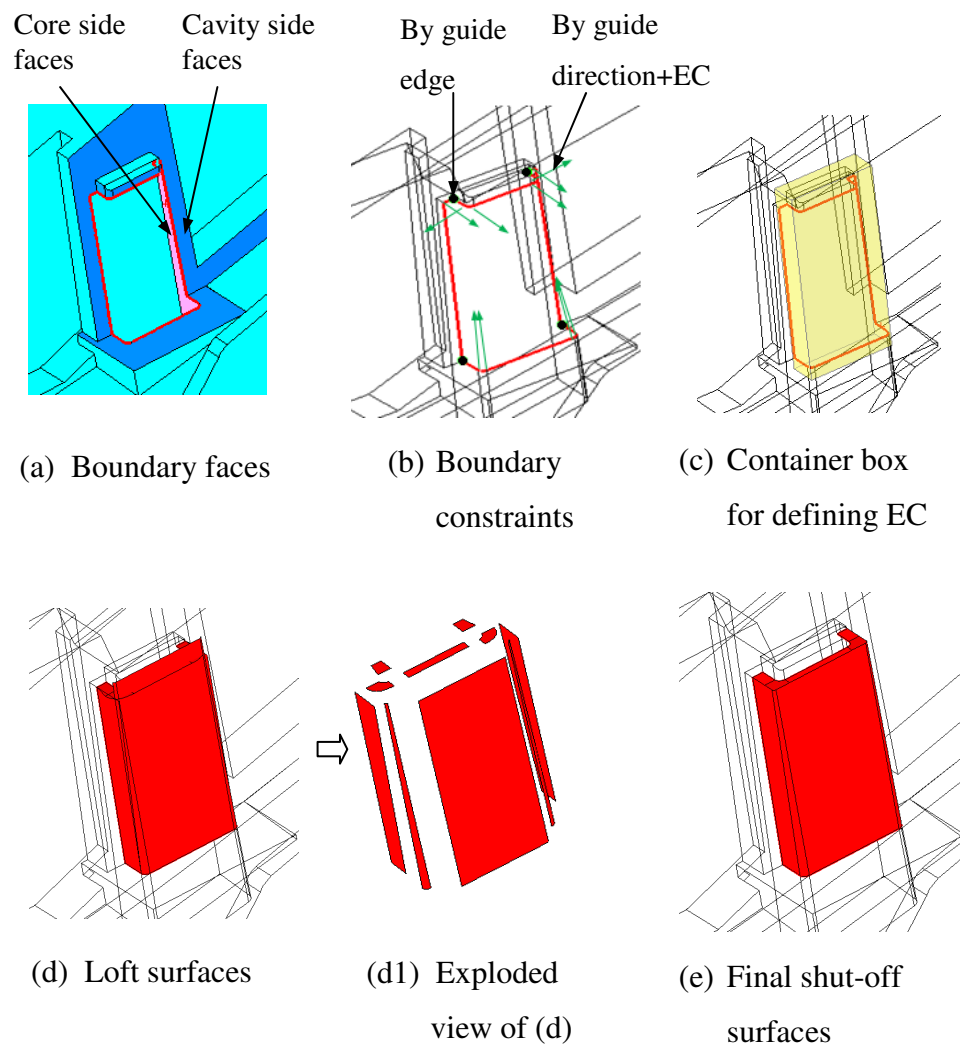 Core side
faces
Cavity side
faces
By guide
edge
By guide
direction+EC
(a) Boundary faces
(b) Boundary
constraints
(c) Container box
for defining EC
(d) Loft surfaces
(d1) Exploded
view of (d)
(e) Final shut-off
surfaces